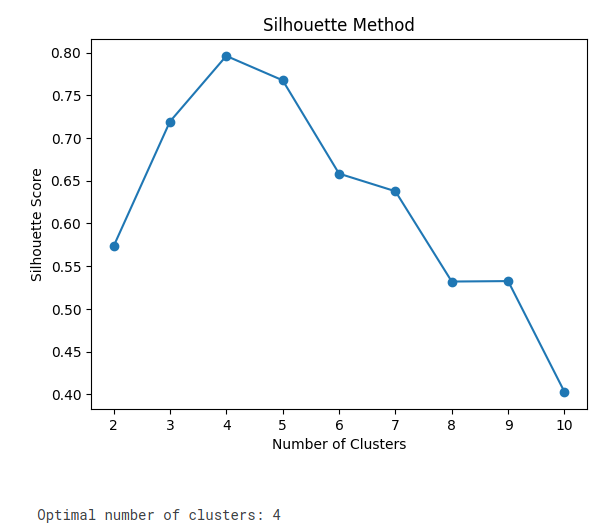 Silhouette Method
0.80
0.75
0.70
0.65
0.60
0.55
0.50
0.45
0.40
Silhouette Score
2 3 4 5 6 7 8 9 10
Number of Clusters
Optimal number of clusters: 4